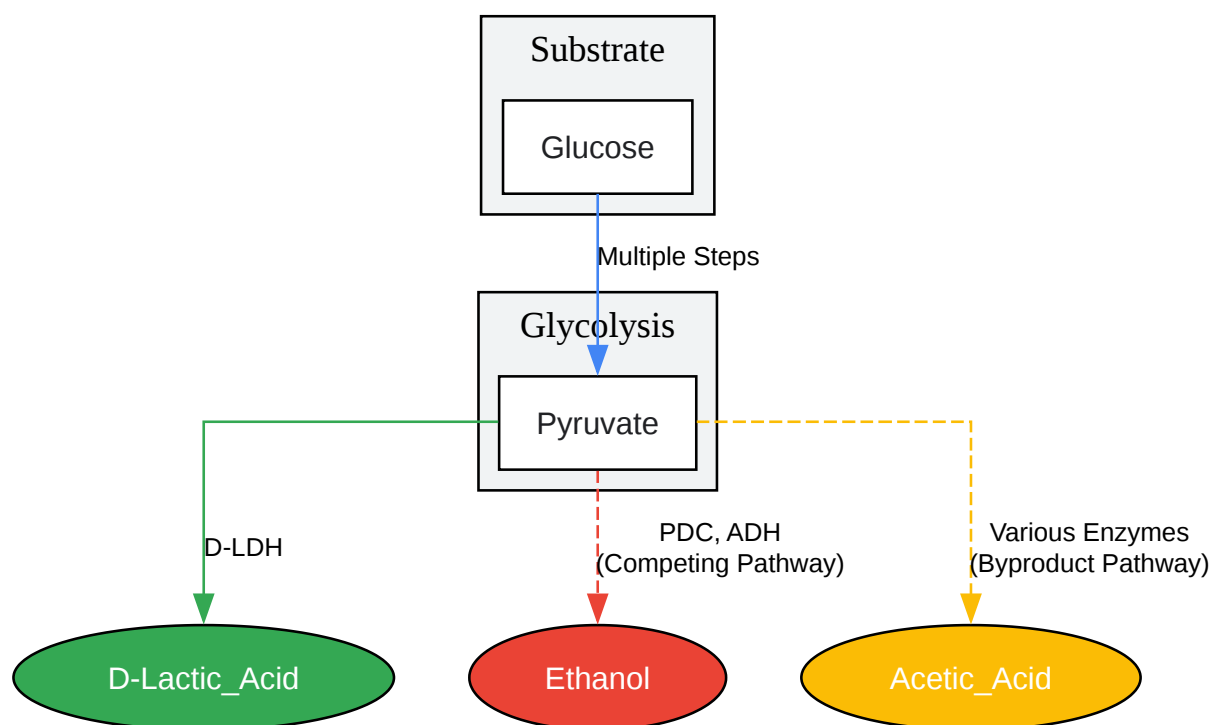 Substrate
Glucose
Multiple Steps
Glycolysis
Pyruvate
D-LDH
PDC, ADH
(Competing Pathway)
Various Enzymes
(Byproduct Pathway)
D-Lactic_Acid
Ethanol
Acetic_Acid